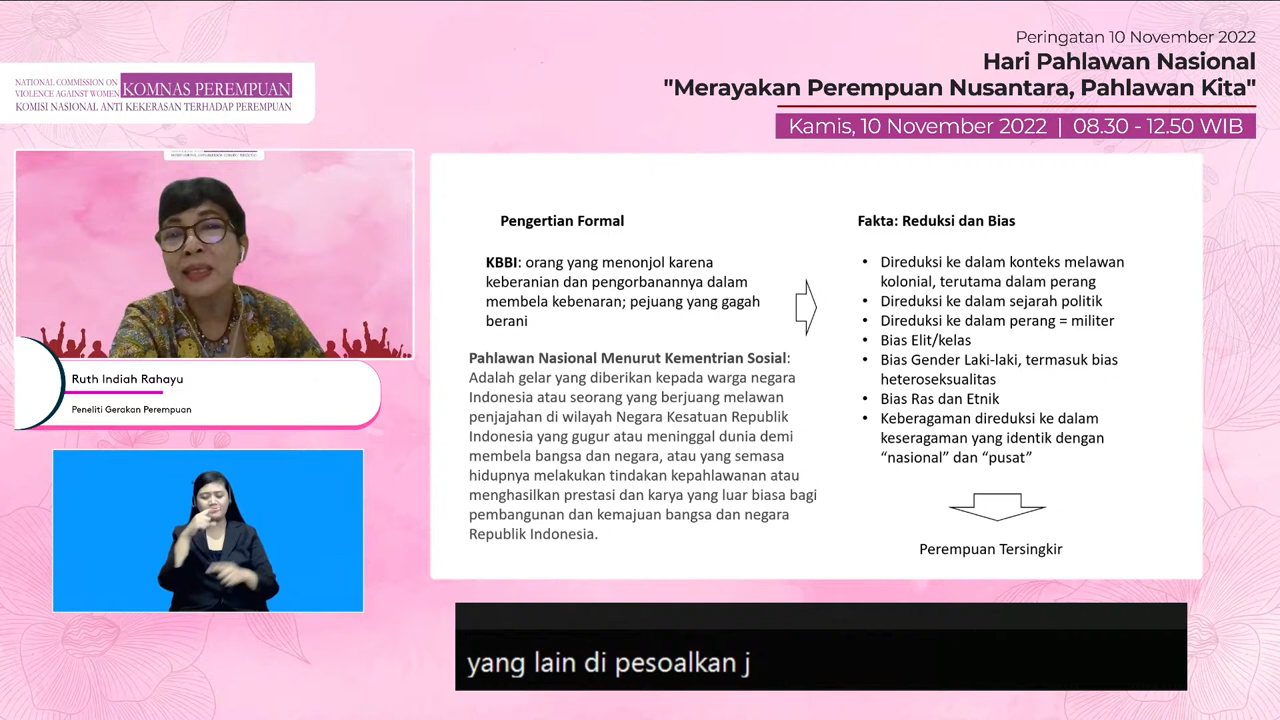 Peringatan 10 November 2022
Hari Pahlawan Nasional
"Merayakan Perempuan Nusantara, Pahlawan Kita"
Kamis, 10 November 2022 | 08.30 - 12.50 WIB
NATIONAL COMMISSION ON
VIOLENCE AGAINST WOMEN
KOMNAS PEREMPUAN
KOMISI NASIONAL ANTI KEKERASAN TERHADAP PEREMPUAN
Ruth Indiah Rahayu
Peneliti Gerakan Perempuan
Pengertian Formal
KBBI: orang yang menonjol karena
keberanian dan pengorbanannya dalam
membela kebenaran; pejuang yang gagah
berani
Pahlawan Nasional Menurut Kementrian Sosial:
Adalah gelar yang diberikan kepada warga negara
Indonesia atau seorang yang berjuang melawan
penjajahan di wilayah Negara Kesatuan Republik
Indonesia yang gugur atau meninggal dunia demi
membela bangsa dan negara, atau yang semasa
hidupnya melakukan tindakan kepahlawanan atau
menghasilkan prestasi dan karya yang luar biasa bagi
pembangunan dan kemajuan bangsa dan negara
Republik Indonesia.
Fakta: Reduksi dan Bias
• Direduksi ke dalam konteks melawan
kolonial, terutama dalam perang
• Direduksi ke dalam sejarah politik
• Direduksi ke dalam perang = militer
• Bias Elit/kelas
• Bias Gender Laki-laki, termasuk bias
heteroseksualitas
• Bias Ras dan Etnik
• Keberagaman direduksi ke dalam
keseragaman yang identik dengan
“nasional” dan “pusat”
Perempuan Tersingkir
yang lain di pesoalkan j